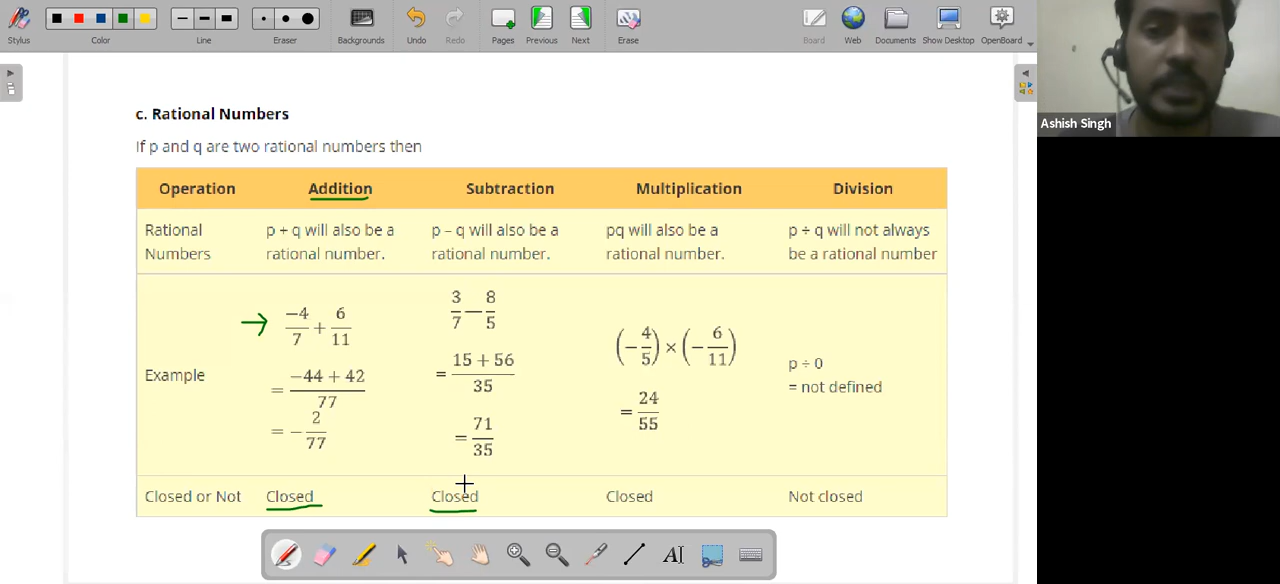 Stylus Color Line Eraser Backgrounds Undo Redo Pages Previous Next Erase Board Web Documents Show Desktop OpenBoard
Ashish Singh
c. Rational Numbers
If p and q are two rational numbers then
Operation Addition Subtraction Multiplication Division
Rational Numbers
p + q will also be a
rational number.
p – q will also be a
rational number.
pq will also be a
rational number.
p ÷ q will not always
be a rational number
Example
-4/7 + 6/11
= (-44 + 42)/77
= -2/77
3/7 - 8/5
= (15 + 56)/35
= 71/35
(-4/5) × (-6/11)
= 24/55
p ÷ 0
= not defined
Closed or Not Closed Closed Closed Not closed
A